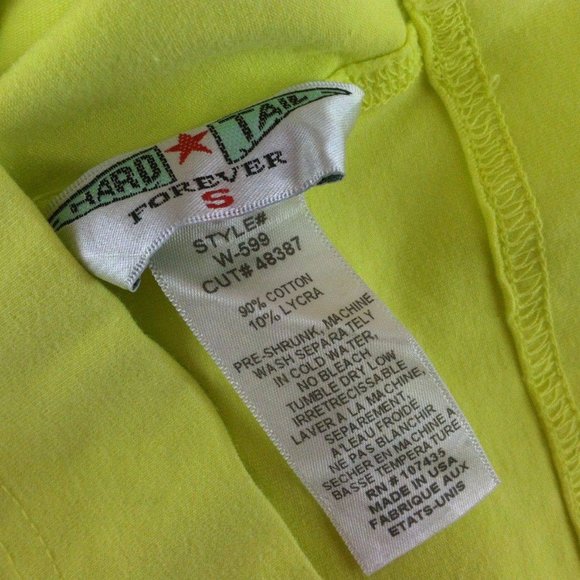 HARD ★ TAIL
FOREVER
S
STYLE#
W-599
CUT# 48387
90% COTTON
10% LYCRA
PRE-SHRUNK, MACHINE
WASH SEPARATELY
IN COLD WATER,
NO BLEACH
TUMBLE DRY LOW
IRRETRECISSABLE
LAVER A LA MACHINE,
SEPAREMENT,
A LEAU FROIDE
NE PAS BLANCHIR
SECHER EN MACHINE A
BASSE TEMPERATURE
RN # 107435
MADE IN USA
FABRIQUE AUX
ETATS-UNIS